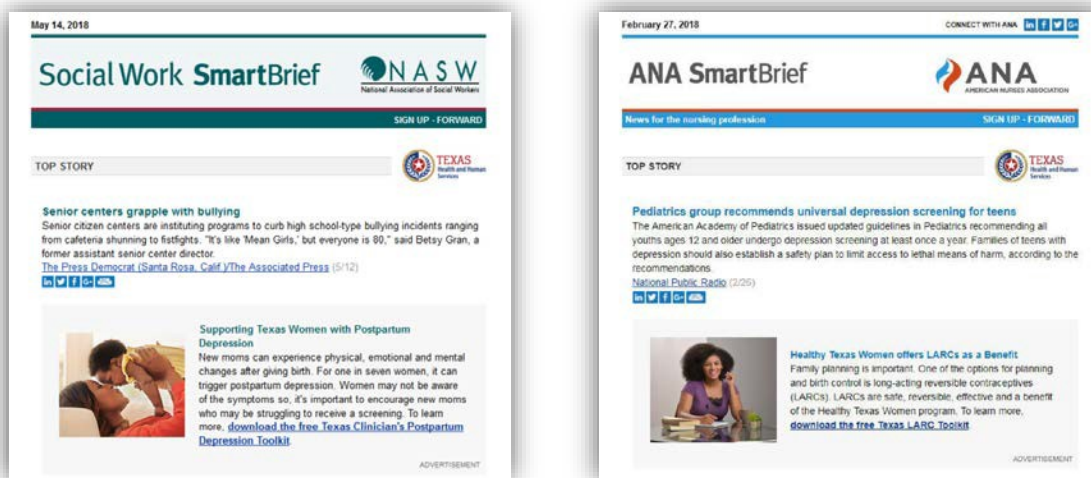 May 14, 2018
Social Work SmartBrief
NASW
National Association of Social Workers
SIGN UP - FORWARD
TOP STORY
TEXAS
Health and Human
Services
Senior centers grapple with bullying
Senior citizen centers are instituting programs to curb high school-type bullying incidents ranging
from cafeteria shunning to fistfights. "It's like 'Mean Girls,' but everyone is 80," said Betsy Gran, a
former assistant senior center director.
The Press Democrat (Santa Rosa, Calif.)/The Associated Press (5/12)
Supporting Texas Women with Postpartum
Depression
New moms can experience physical, emotional and mental
changes after giving birth. For one in seven women, it can
trigger postpartum depression. Women may not be aware
of the symptoms so, it's important to encourage new moms
who may be struggling to receive a screening. To learn
more, download the free Texas Clinician's Postpartum
Depression Toolkit.
ADVERTISEMENT
February 27, 2018
CONNECT WITH ANA in f G+
ANA SmartBrief
ANA
AMERICAN NURSES ASSOCIATION
News for the nursing profession
SIGN UP - FORWARD
TOP STORY
TEXAS
Health and Human
Services
Pediatrics group recommends universal depression screening for teens
The American Academy of Pediatrics issued updated guidelines in Pediatrics recommending all
youths ages 12 and older undergo depression screening at least once a year. Families of teens with
depression should also establish a safety plan to limit access to lethal means of harm, according to the
recommendations.
National Public Radio (2/26)
Healthy Texas Women offers LARCs as a Benefit
Family planning is important. One of the options for planning
and birth control is long-acting reversible contraceptives
(LARCs). LARCs are safe, reversible, effective and a benefit
of the Healthy Texas Women program. To learn more,
download the free Texas LARC Toolkit.
ADVERTISEMENT